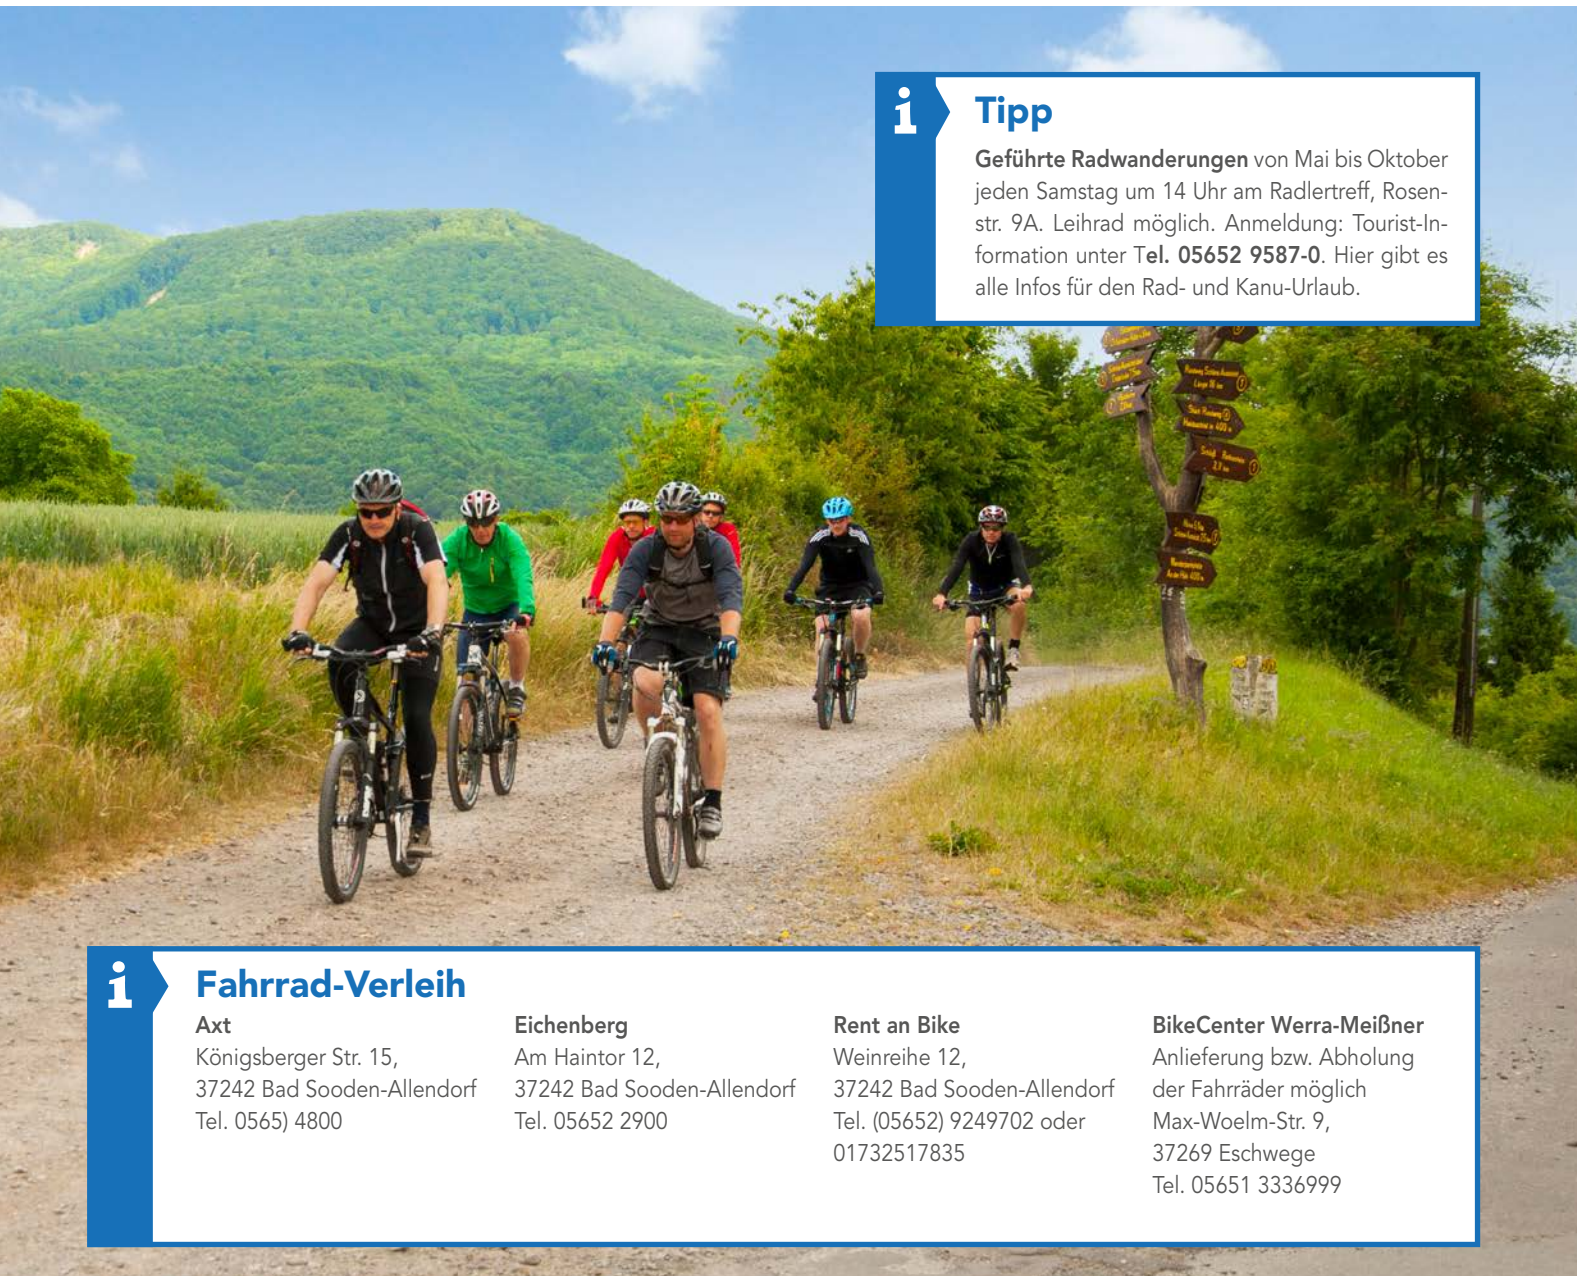 Tipp
Geführte Radwanderungen von Mai bis Oktober
jeden Samstag um 14 Uhr am Radlertreff, Rosen-
str. 9A. Leihrad möglich. Anmeldung: Tourist-In-
formation unter Tel. 05652 9587-0. Hier gibt es
alle Infos für den Rad- und Kanu-Urlaub.
Fahrrad-Verleih
Axt
Königsberger Str. 15,
37242 Bad Sooden-Allendorf
Tel. 0565) 4800
Eichenberg
Am Haintor 12,
37242 Bad Sooden-Allendorf
Tel. 05652 2900
Rent an Bike
Weinreihe 12,
37242 Bad Sooden-Allendorf
Tel. (05652) 9249702 oder
01732517835
BikeCenter Werra-Meißner
Anlieferung bzw. Abholung
der Fahrräder möglich
Max-Woelm-Str. 9,
37269 Eschwege
Tel. 05651 3336999